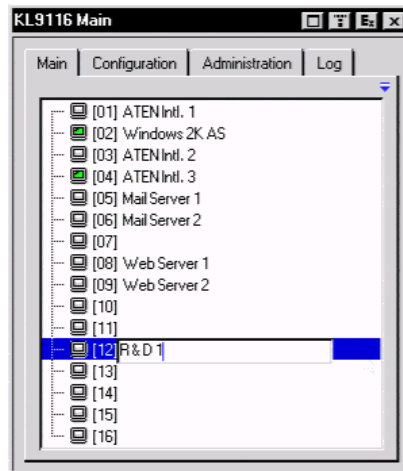 KL9116 Main
Main Configuration Administration Log
[01] ATEN Intl. 1
[02] Windows 2K AS
[03] ATEN Intl. 2
[04] ATEN Intl. 3
[05] Mail Server 1
[06] Mail Server 2
[07]
[08] Web Server 1
[09] Web Server 2
[10]
[11]
[12] R & D 1
[13]
[14]
[15]
[16]